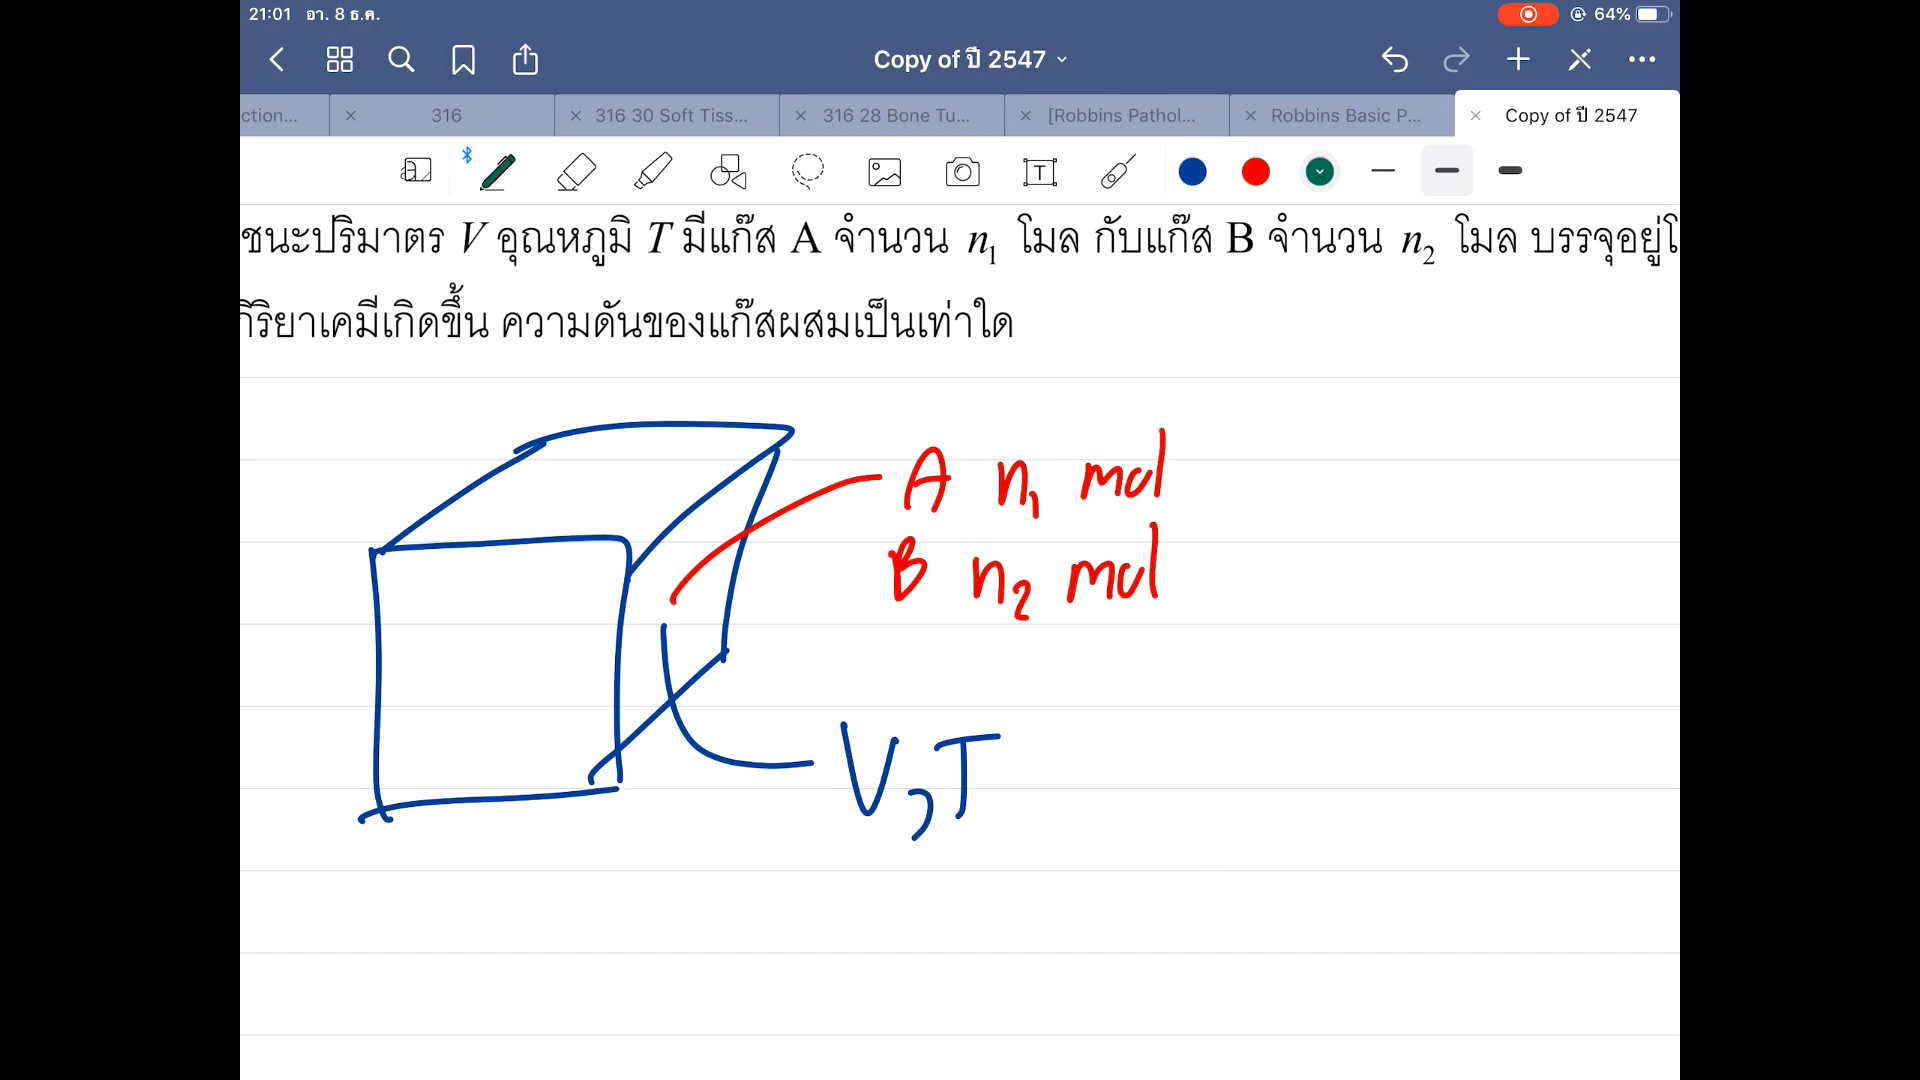 21:01 อา. 8 ธ.ค. 64%
Copy of ปี 2547
ction... 316 316 30 Soft Tiss... 316 28 Bone Tu... [Robbins Pathol... Robbins Basic P... Copy of ปี 2547
ชนะปริมาตร V อุณหภูมิ T มีแก๊ส A จำนวน n₁ โมล กับแก๊ส B จำนวน n₂ โมล บรรจุอยู่โ
กิริยาเคมีเกิดขึ้น ความดันของแก๊สผสมเป็นเท่าใด
A n₁ mol
B n₂ mol
V,T